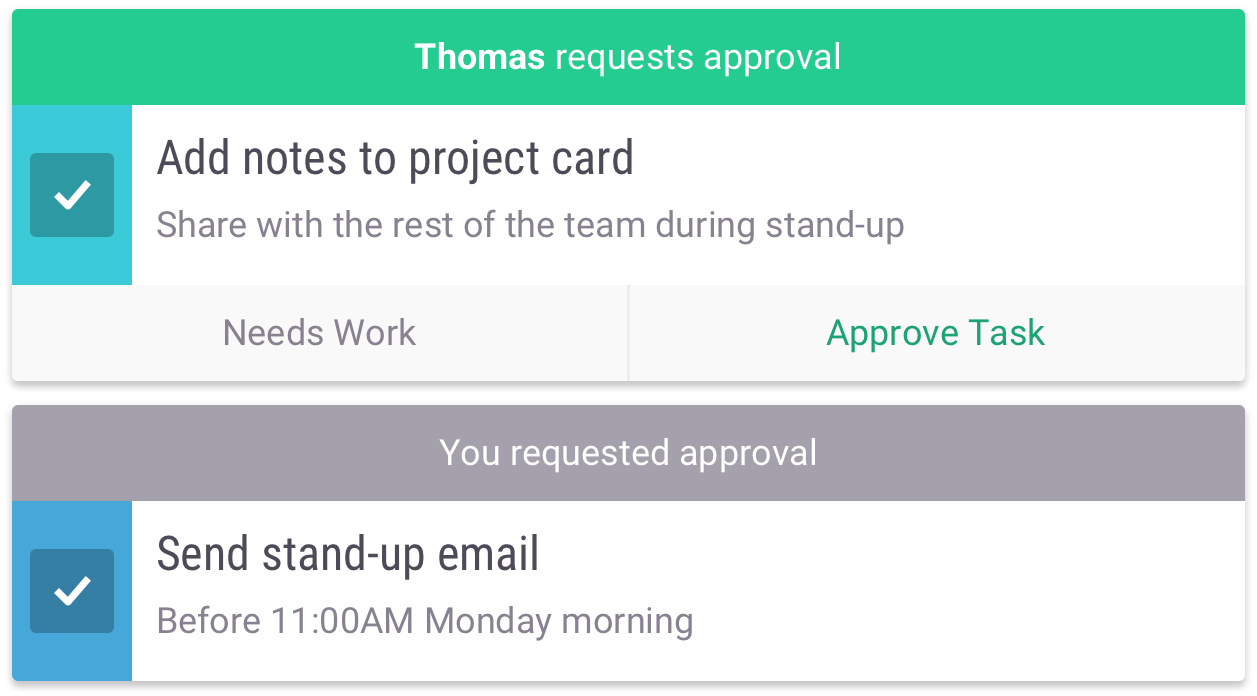 Thomas requests approval
Add notes to project card
Share with the rest of the team during stand-up
Needs Work
Approve Task
You requested approval
Send stand-up email
Before 11:00AM Monday morning